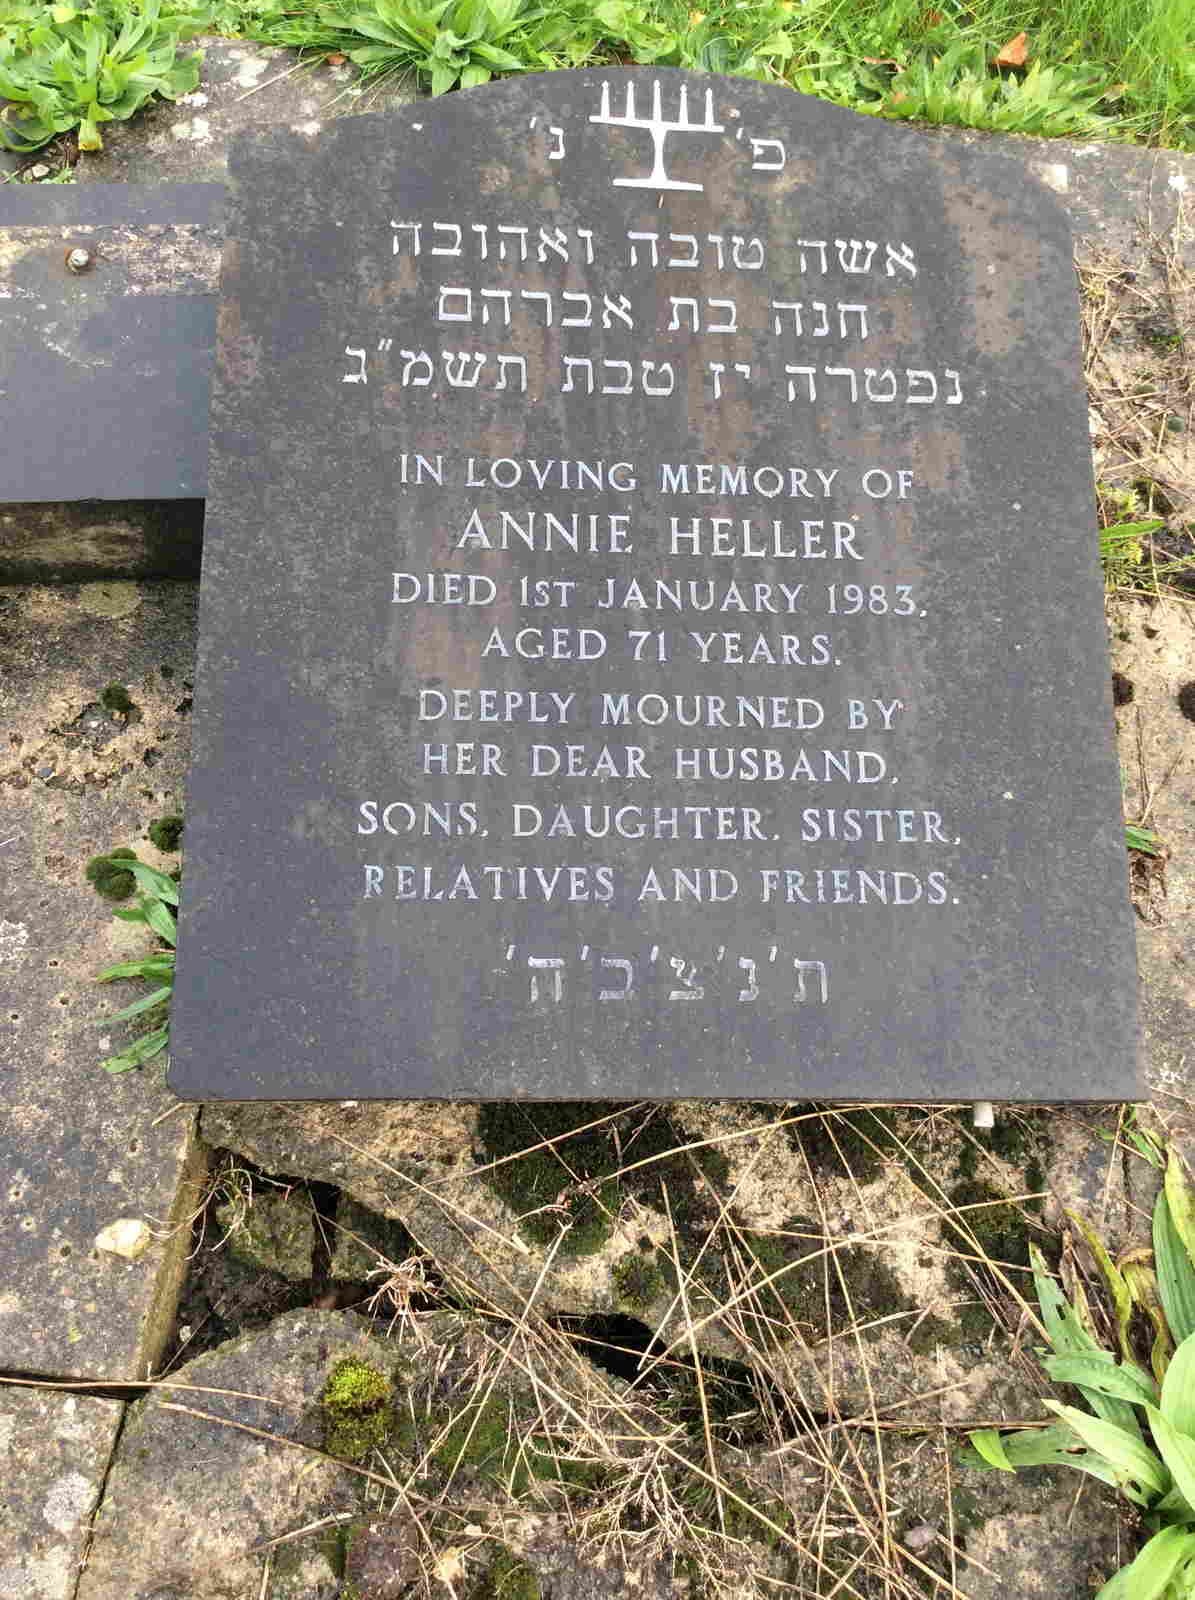 פ' נ'
אשה טובה ואהובה
חנה בת אברהם
נפטרה יז טבת תשמ"ג
IN LOVING MEMORY OF
ANNIE HELLER
DIED 1ST JANUARY 1983,
AGED 71 YEARS.
DEEPLY MOURNED BY
HER DEAR HUSBAND,
SONS, DAUGHTER, SISTER,
RELATIVES AND FRIENDS.
ת'נ'צ'ב'ה'